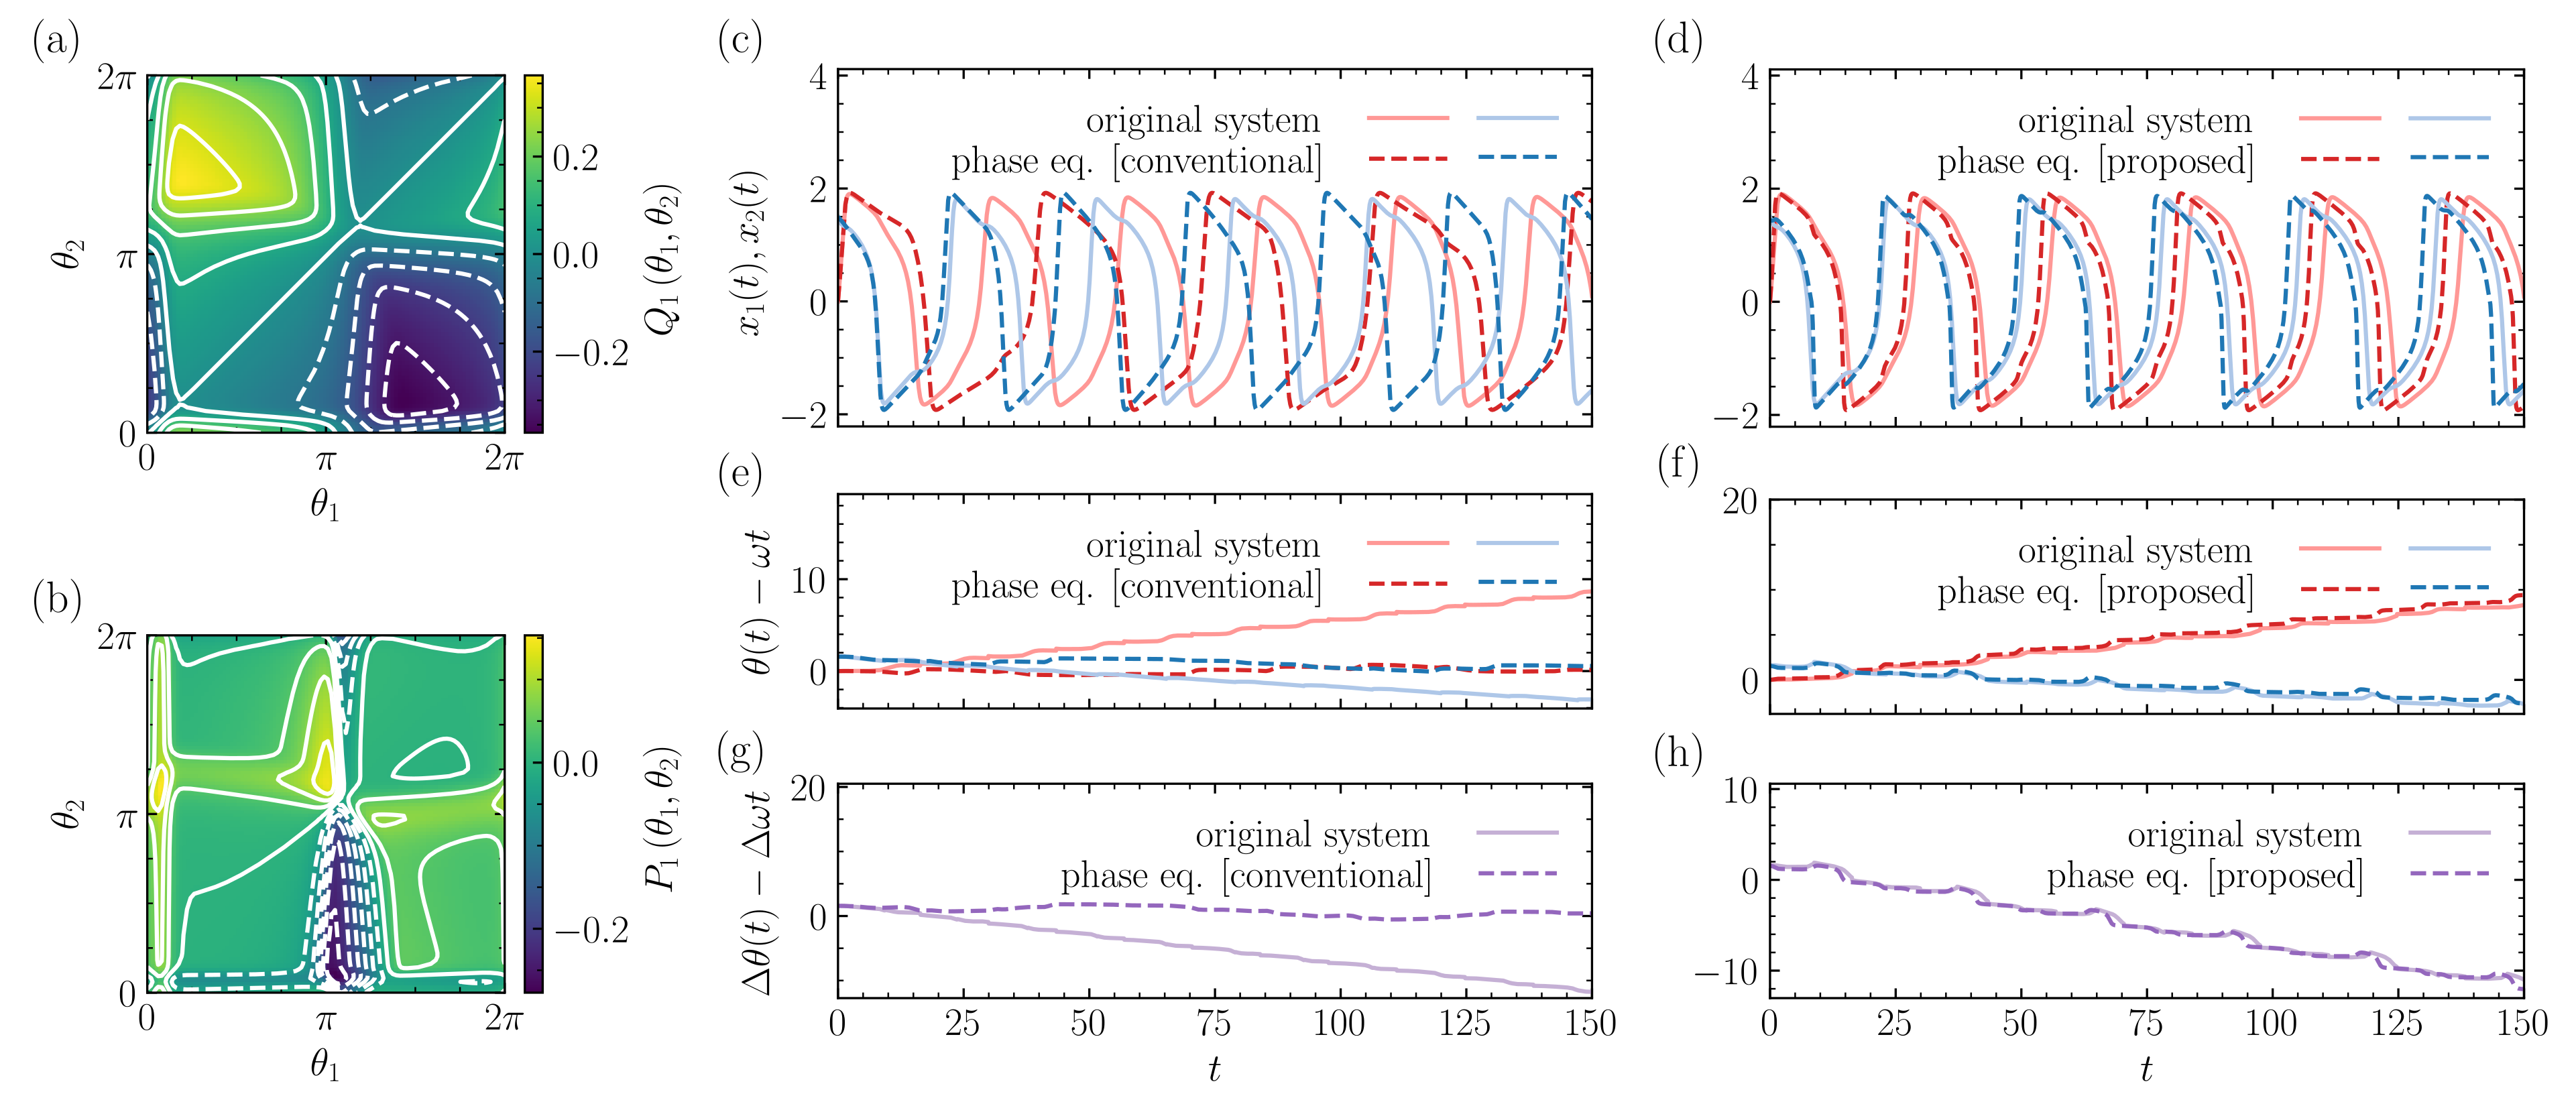 (a)
2π
π
0
θ₂
0
π
2π
θ₁
0.2
0.0
−0.2
Q₁ (θ₁, θ₂)
(b)
2π
π
0
θ₂
0
π
2π
θ₁
0.0
−0.2
P₁ (θ₁, θ₂)
(c)
4
2
0
−2
x₁(t), x₂(t)
original system
phase eq. [conventional]
(d)
4
2
0
−2
original system
phase eq. [proposed]
(e)
10
0
θ(t) − ωt
original system
phase eq. [conventional]
(f)
20
10
0
original system
phase eq. [proposed]
(g)
20
0
Δθ(t) − Δωt
original system
phase eq. [conventional]
0
25
50
75
100
125
150
t
(h)
10
0
−10
original system
phase eq. [proposed]
0
25
50
75
100
125
150
t